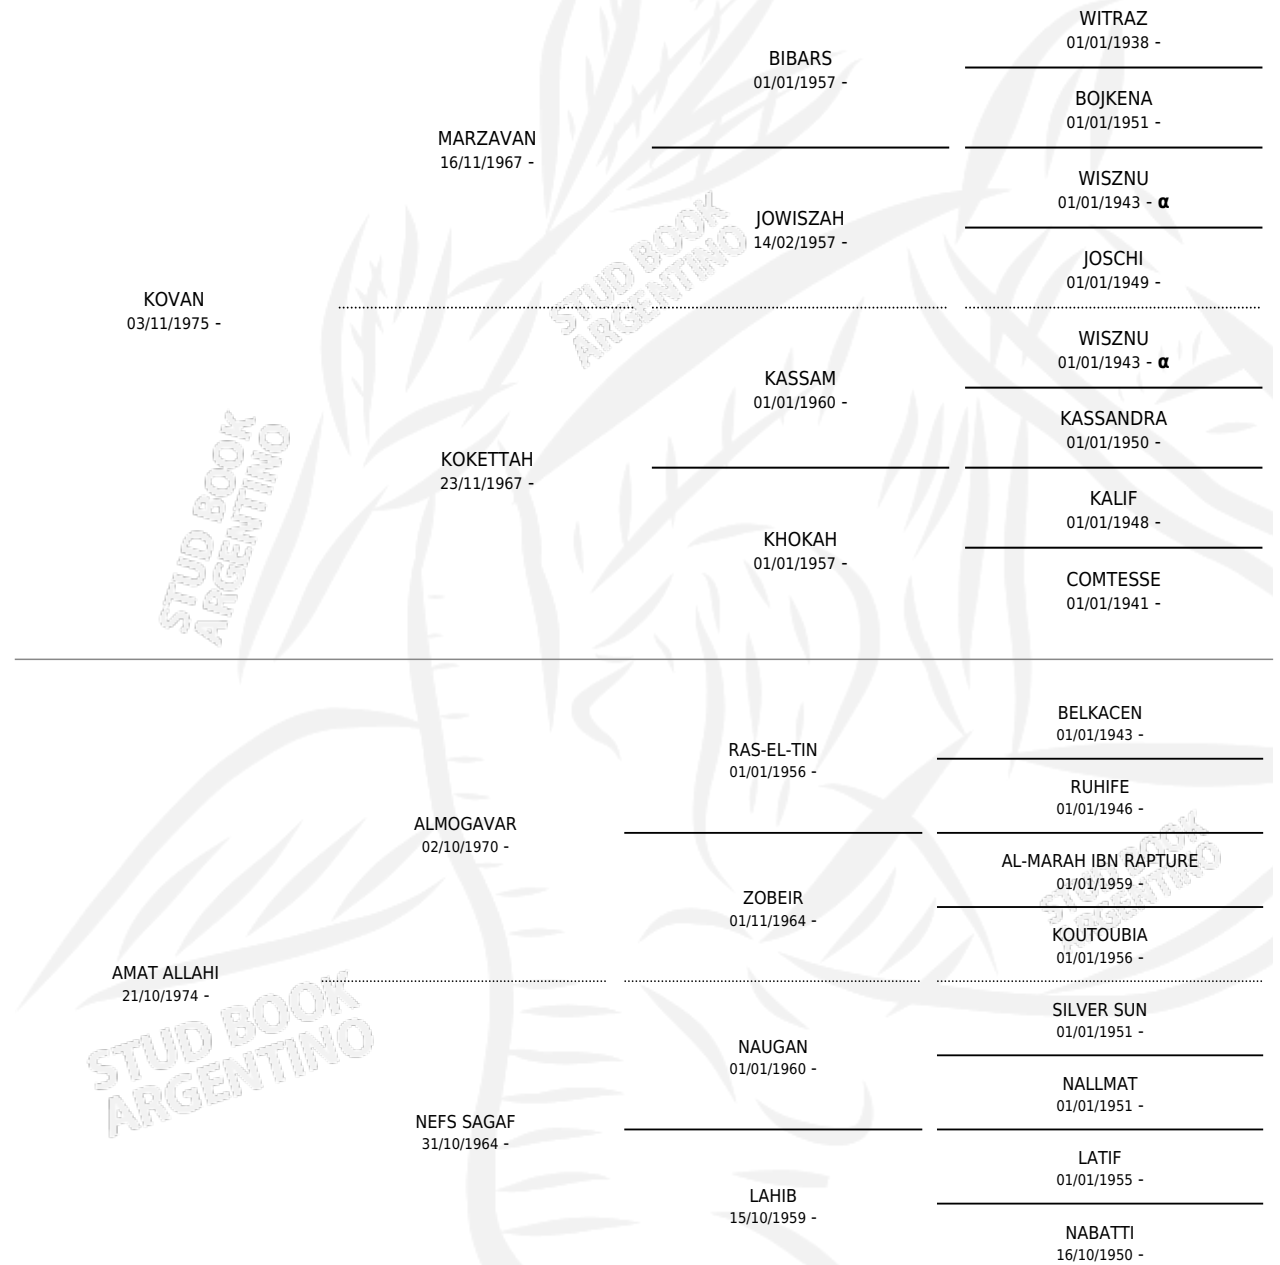 WITRAZ
01/01/1938 -
BIBARS
01/01/1957 -
BOJKENA
01/01/1951 -
MARZAVAN
16/11/1967 -
WISZNU
01/01/1943 - α
JOWISZAH
14/02/1957 -
JOSCHI
01/01/1949 -
KOVAN
03/11/1975 -
WISZNU
01/01/1943 - α
KASSAM
01/01/1960 -
KASSANDRA
01/01/1950 -
KOKETTAH
23/11/1967 -
KALIF
01/01/1948 -
KHOKAH
01/01/1957 -
COMTESSE
01/01/1941 -
STUD BOOK
ARGENTINO
STUD BOOK
ARGENTINO
BELKACEN
01/01/1943 -
RAS-EL-TIN
01/01/1956 -
RUHIFE
01/01/1946 -
ALMOGAVAR
02/10/1970 -
AL-MARAH IBN RAPTURE
01/01/1959 -
ZOBEIR
01/11/1964 -
KOUTOUBIA
01/01/1956 -
AMAT ALLAHI
21/10/1974 -
SILVER SUN
01/01/1951 -
NAUGAN
01/01/1960 -
NALLMAT
01/01/1951 -
NEFS SAGAF
31/10/1964 -
LATIF
01/01/1955 -
LAHIB
15/10/1959 -
NABATTI
16/10/1950 -
STUD BOOK
ARGENTINO
STUD BOOK
ARGENTINO